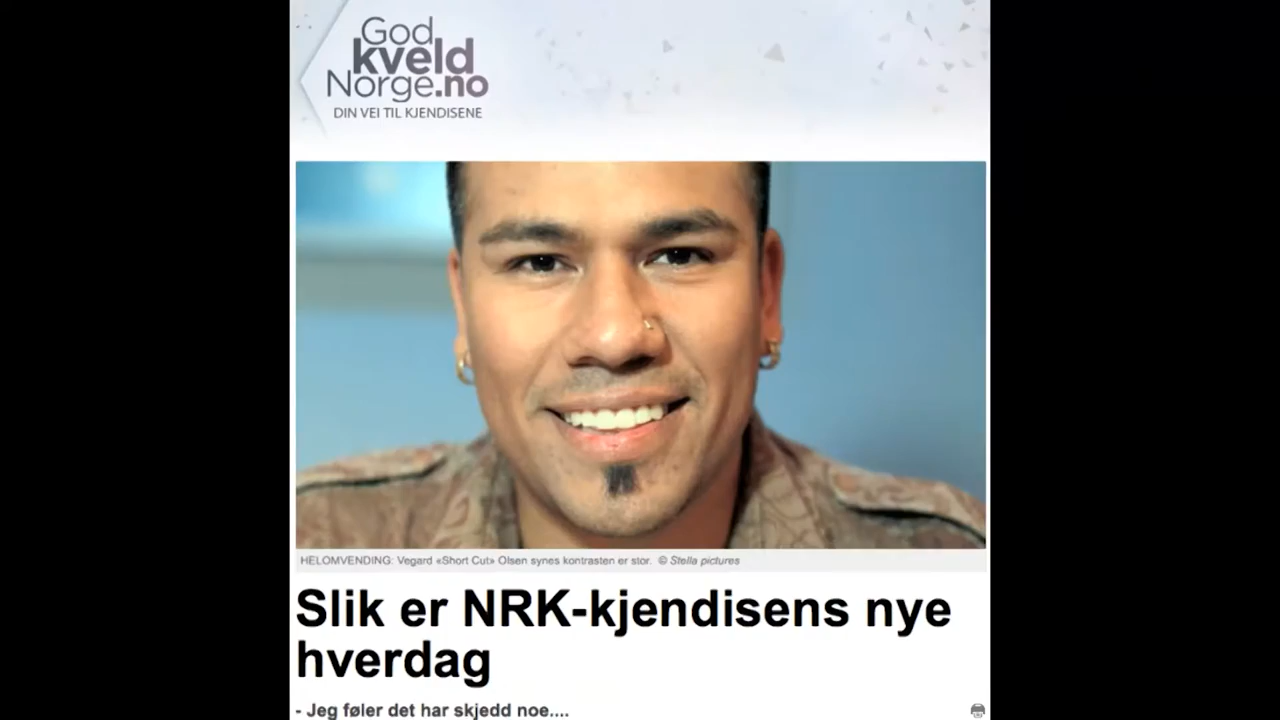 God
kveld
Norge.no
DIN VEI TIL KJENDISENE
HELOMVENDING: Vegard «Short Cut» Olsen synes kontrasten er stor. © Stella pictures
Slik er NRK-kjendisens nye
hverdag
- Jeg føler det har skjedd noe....